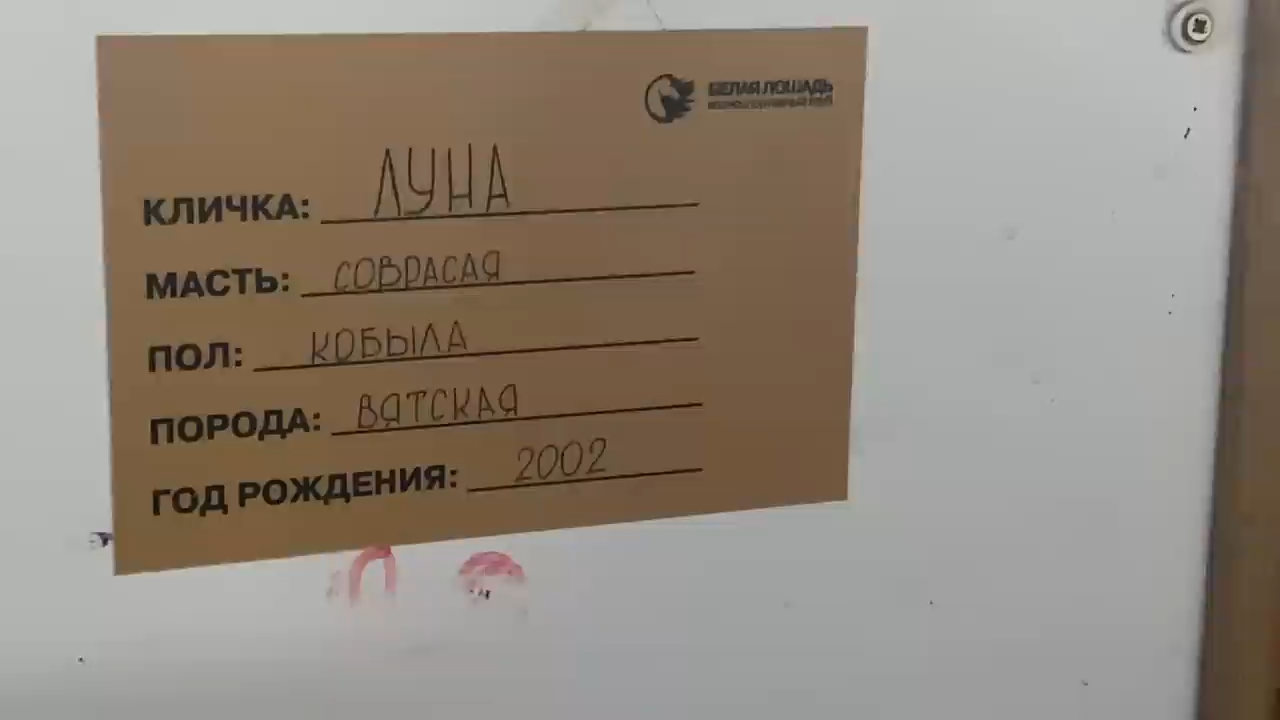 БЕЛАЯ ЛОШАДЬ
КЛИЧКА: ЛУНА
МАСТЬ: СОВРАСАЯ
ПОЛ: КОБЫЛА
ПОРОДА: ВЯТСКАЯ
ГОД РОЖДЕНИЯ: 2002